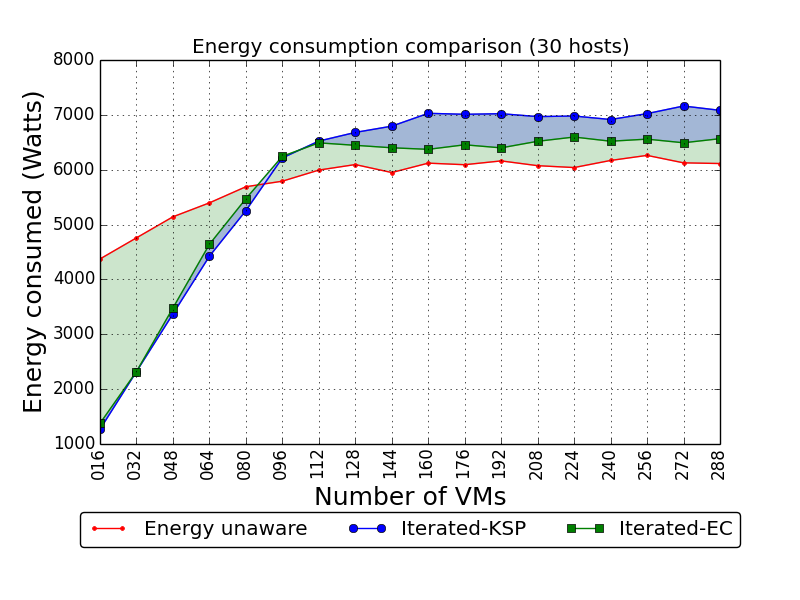 Energy consumption comparison (30 hosts)
Energy consumed (Watts)
8000
7000
6000
5000
4000
3000
2000
1000
016 032 048 064 080 096 112 128 144 160 176 192 208 224 240 256 272 288
Number of VMs
Energy unaware Iterated-KSP Iterated-EC